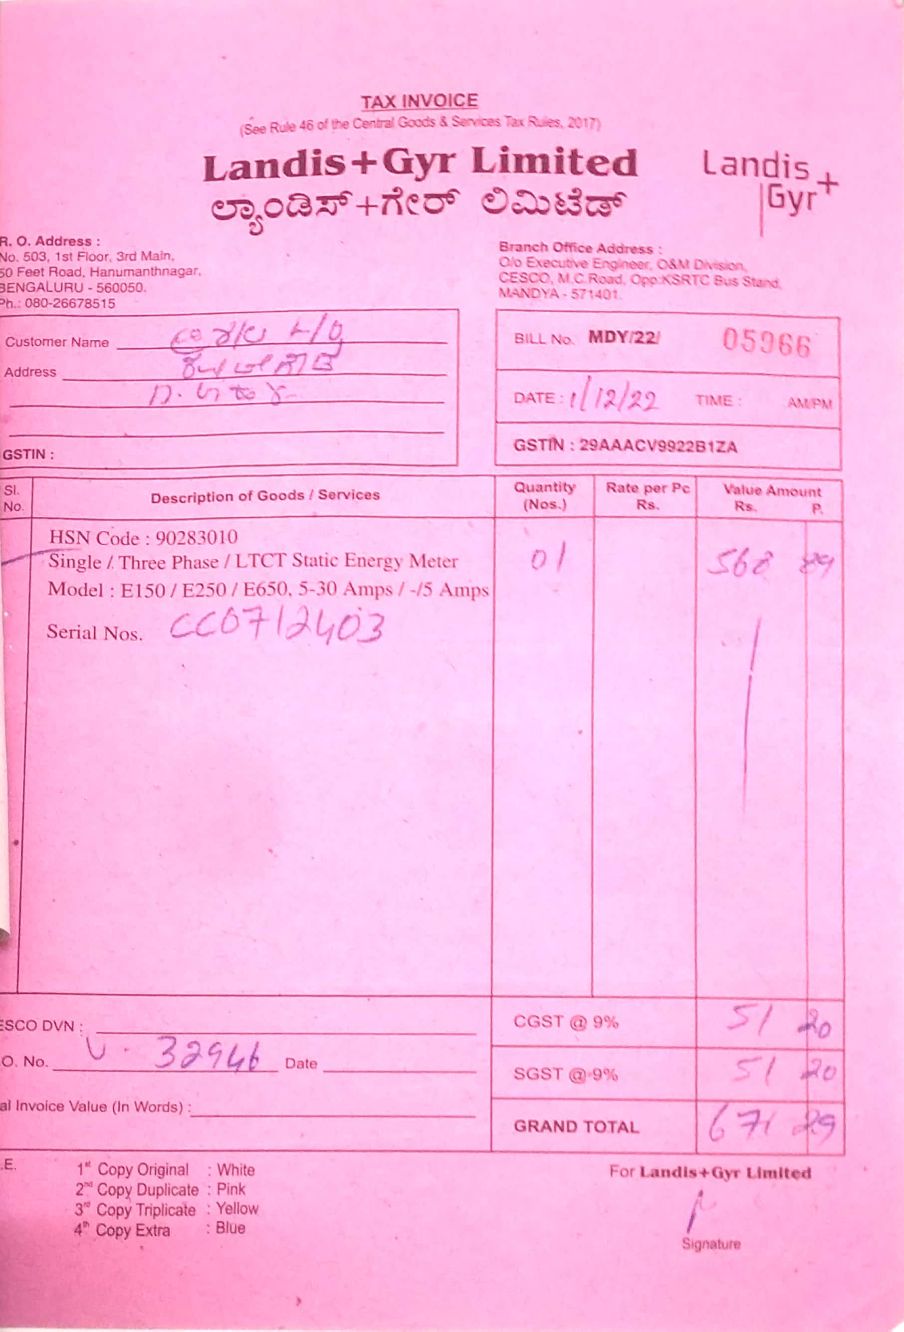 TAX INVOICE
(See Rule 46 of the Central Goods & Services Tax Rules, 2017)
Landis+Gyr Limited
ಲ್ಯಾಂಡಿಸ್+ಗೇರ್ ಲಿಮಿಟೆಡ್
Landis+
Gyr
R. O. Address :
No. 503, 1st Floor, 3rd Main,
50 Feet Road, Hanumanthnagar,
BENGALURU - 560050.
Ph.: 080-26678515
Branch Office Address :
O/o Executive Engineer, O&M Division,
CESCO, M.C.Road, Opp.KSRTC Bus Stand,
MANDYA - 571401.
Customer Name
Address
GSTIN :
BILL No. MDY/22/ 05966
DATE : 1/12/22 TIME : AM/PM
GSTIN : 29AAACV9922B1ZA
Sl. No. Description of Goods / Services Quantity (Nos.) Rate per Pc Rs. Value Amount Rs. P.
HSN Code : 90283010
Single / Three Phase / LTCT Static Energy Meter 01 568 89
Model : E150 / E250 / E650, 5-30 Amps / -/5 Amps
Serial Nos. CC0712403
ESCO DVN :
O. No. V. 32946 Date
al Invoice Value (In Words) :
CGST @ 9% 51 20
SGST @ 9% 51 20
GRAND TOTAL 671 29
.E.
1st Copy Original : White
2nd Copy Duplicate : Pink
3rd Copy Triplicate : Yellow
4th Copy Extra : Blue
For Landis+Gyr Limited
Signature